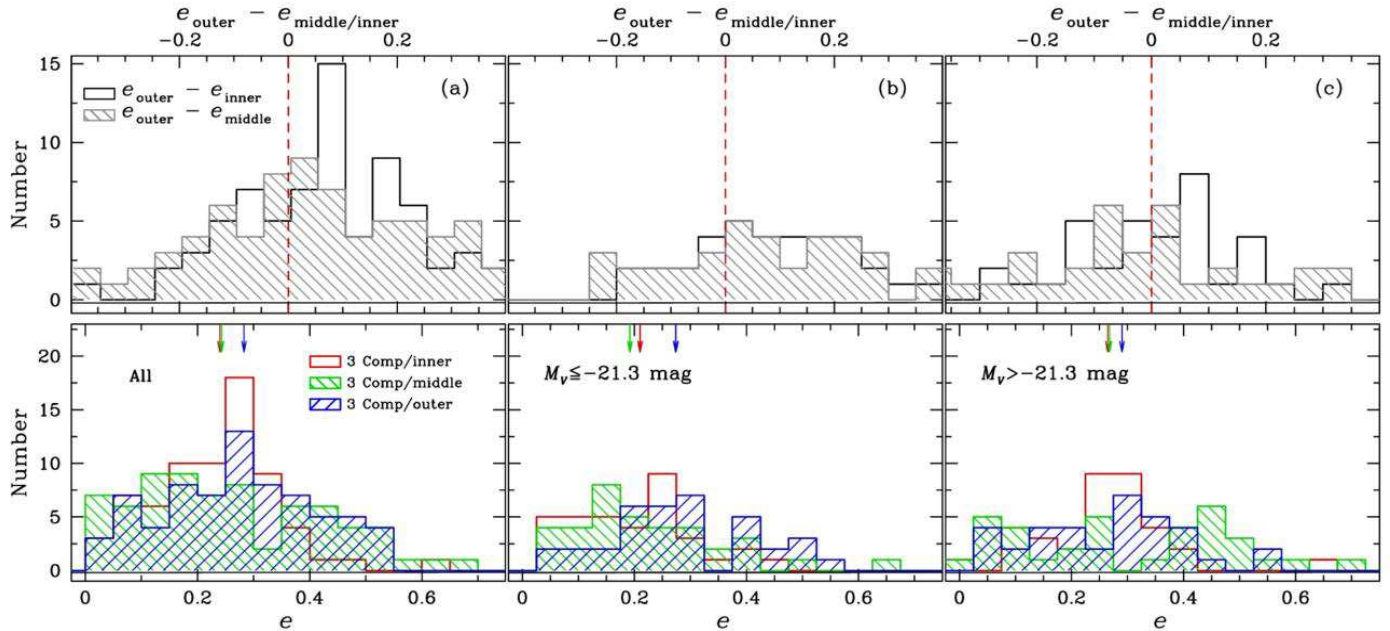 e_outer − e_middle/inner e_outer − e_middle/inner e_outer − e_middle/inner
−0.2 0 0.2 −0.2 0 0.2 −0.2 0 0.2
15
(a) (b) (c)
e_outer − e_inner
e_outer − e_middle
10
Number
5
0
20
All M_V≤−21.3 mag M_V>−21.3 mag
3 Comp/inner
3 Comp/middle
3 Comp/outer
15
Number
10
5
0
0 0.2 0.4 0.6 0 0.2 0.4 0.6 0 0.2 0.4 0.6
e e e